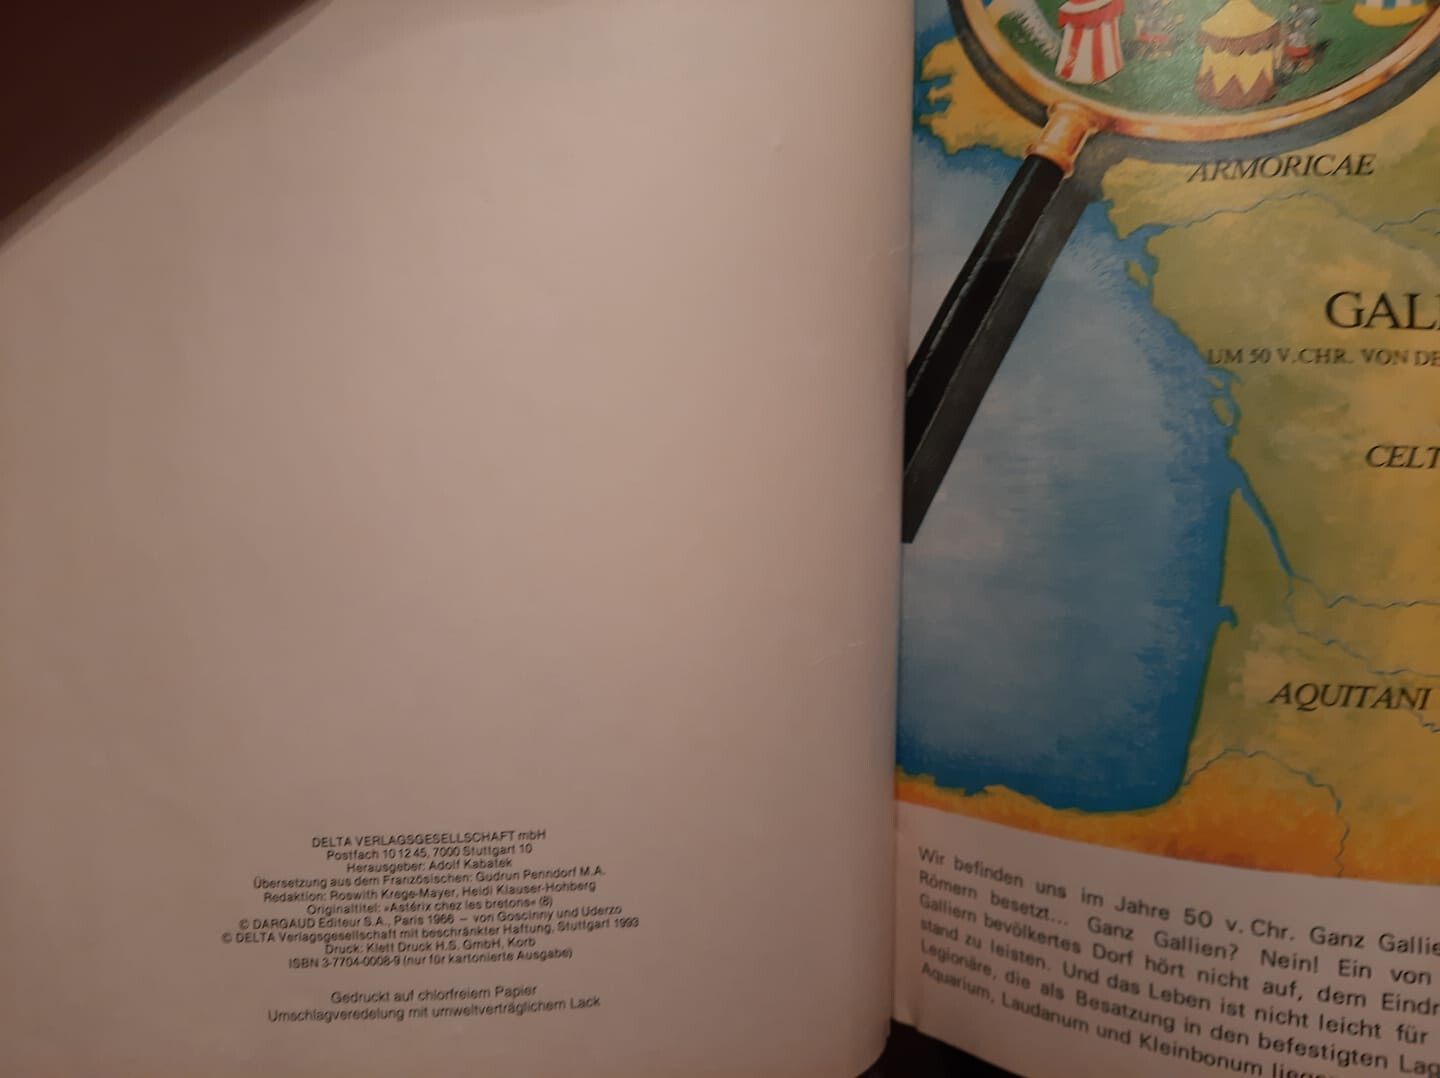 DELTA VERLAGSGESELLSCHAFT mbH
Postfach 10 12 45, 7000 Stuttgart 10
Herausgeber: Adolf Kabatek
Übersetzung aus dem Französischen: Gudrun Penndorf M.A.
Redaktion: Roswith Krege-Mayer, Heidi Klauser-Hohberg
Originaltitel: »Astérix chez les bretons« (8)
© DARGAUD Editeur S.A., Paris 1966 – von Goscinny und Uderzo
© DELTA Verlagsgesellschaft mit beschränkter Haftung, Stuttgart 1993
Druck: Klett Druck H.S. GmbH, Korb
ISBN 3-7704-0008-9 (nur für kartonierte Ausgabe)
Gedruckt auf chlorfreiem Papier
Umschlagveredelung mit umweltverträglichem Lack
ARMORICAE
GAL
UM 50 V.CHR. VON DE
CELT
AQUITANI
Wir befinden uns im Jahre 50 v. Chr. Ganz Gallie
Römern besetzt... Ganz Gallien? Nein! Ein von
Galliern bevölkertes Dorf hört nicht auf, dem Eindr
stand zu leisten. Und das Leben ist nicht leicht für
Legionäre, die als Besatzung in den befestigten Lag
Aquarium, Laudanum und Kleinbonum liege